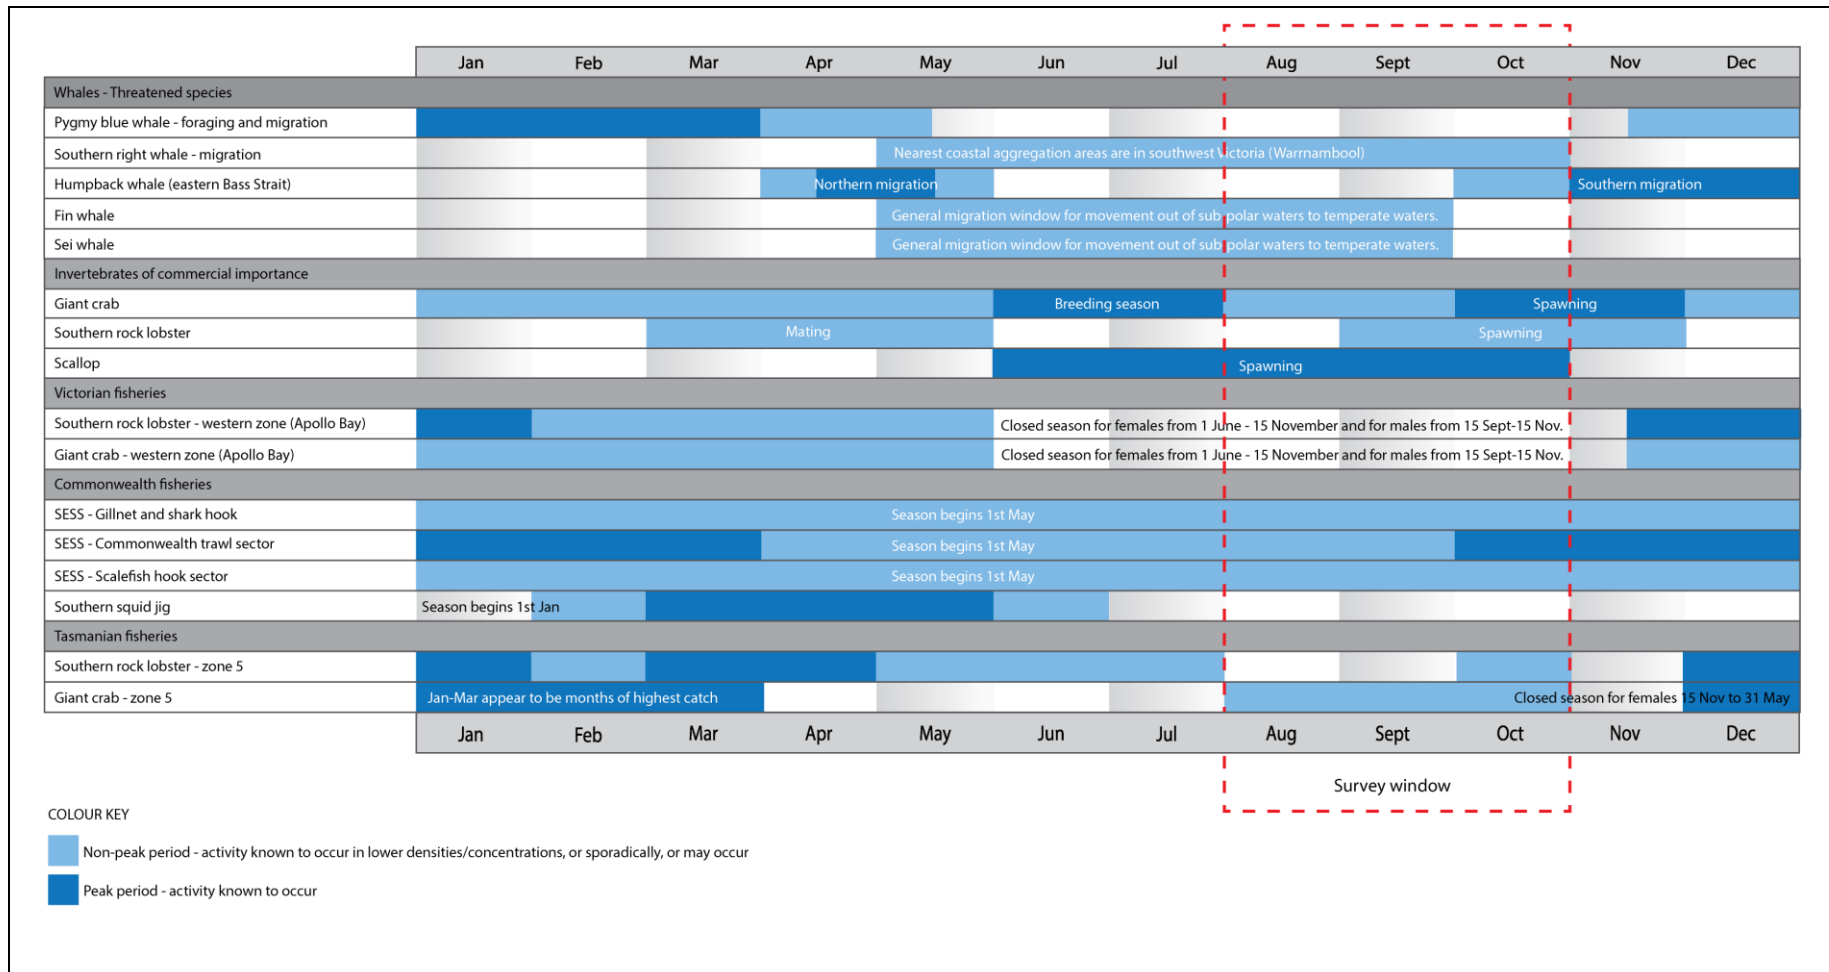 Jan Feb Mar Apr May Jun Jul Aug Sept Oct Nov Dec
Whales - Threatened species
Pygmy blue whale - foraging and migration
Southern right whale - migration Nearest coastal aggregation areas are in southwest Victoria (Warrnambool)
Humpback whale (eastern Bass Strait) Northern migration Southern migration
Fin whale General migration window for movement out of sub polar waters to temperate waters.
Sei whale General migration window for movement out of sub polar waters to temperate waters.
Invertebrates of commercial importance
Giant crab Breeding season Spawning
Southern rock lobster Mating Spawning
Scallop Spawning
Victorian fisheries
Southern rock lobster - western zone (Apollo Bay) Closed season for females from 1 June - 15 November and for males from 15 Sept-15 Nov.
Giant crab - western zone (Apollo Bay) Closed season for females from 1 June - 15 November and for males from 15 Sept-15 Nov.
Commonwealth fisheries
SESS - Gillnet and shark hook Season begins 1st May
SESS - Commonwealth trawl sector Season begins 1st May
SESS - Scalefish hook sector Season begins 1st May
Southern squid jig Season begins 1st Jan
Tasmanian fisheries
Southern rock lobster - zone 5
Giant crab - zone 5 Jan-Mar appear to be months of highest catch Closed season for females 15 Nov to 31 May
Jan Feb Mar Apr May Jun Jul Aug Sept Oct Nov Dec
Survey window
COLOUR KEY
Non-peak period - activity known to occur in lower densities/concentrations, or sporadically, or may occur
Peak period - activity known to occur